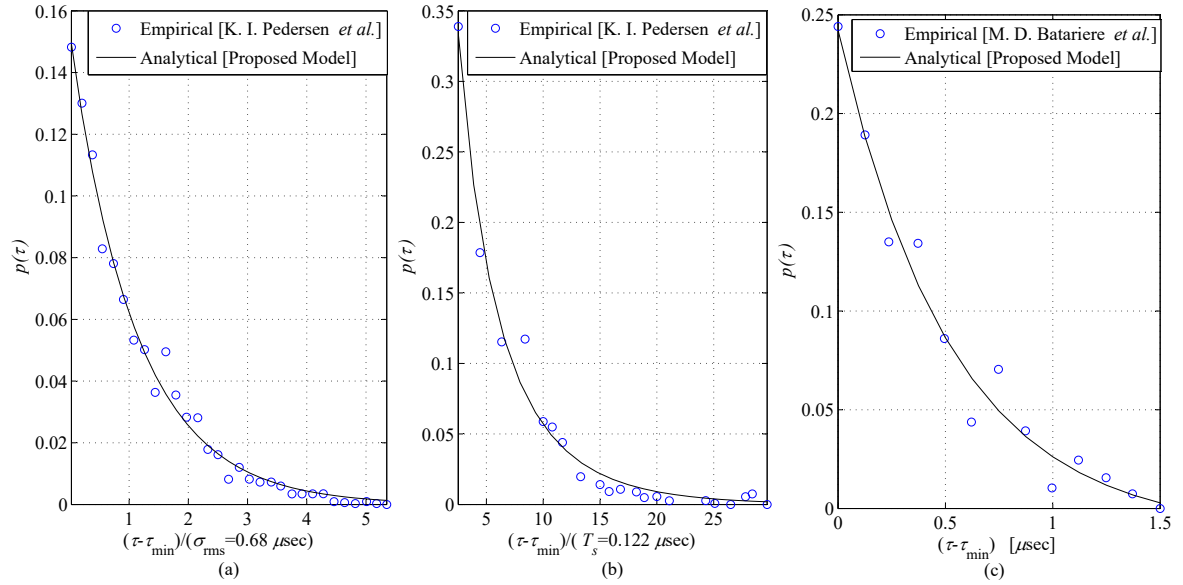 0.16
0.14
0.12
0.1
0.08
0.06
0.04
0.02
0
p(τ)
1
2
3
4
5
Empirical [K. I. Pedersen et al.]
Analytical [Proposed Model]
(τ-τmin)/(σrms=0.68 μsec)
(a)
0.35
0.3
0.25
0.2
0.15
0.1
0.05
0
p(τ)
5
10
15
20
25
Empirical [K. I. Pedersen et al.]
Analytical [Proposed Model]
(τ-τmin)/( Ts=0.122 μsec)
(b)
0.25
0.2
0.15
0.1
0.05
0
p(τ)
0
0.5
1
1.5
Empirical [M. D. Batariere et al.]
Analytical [Proposed Model]
(τ-τmin) [μsec]
(c)